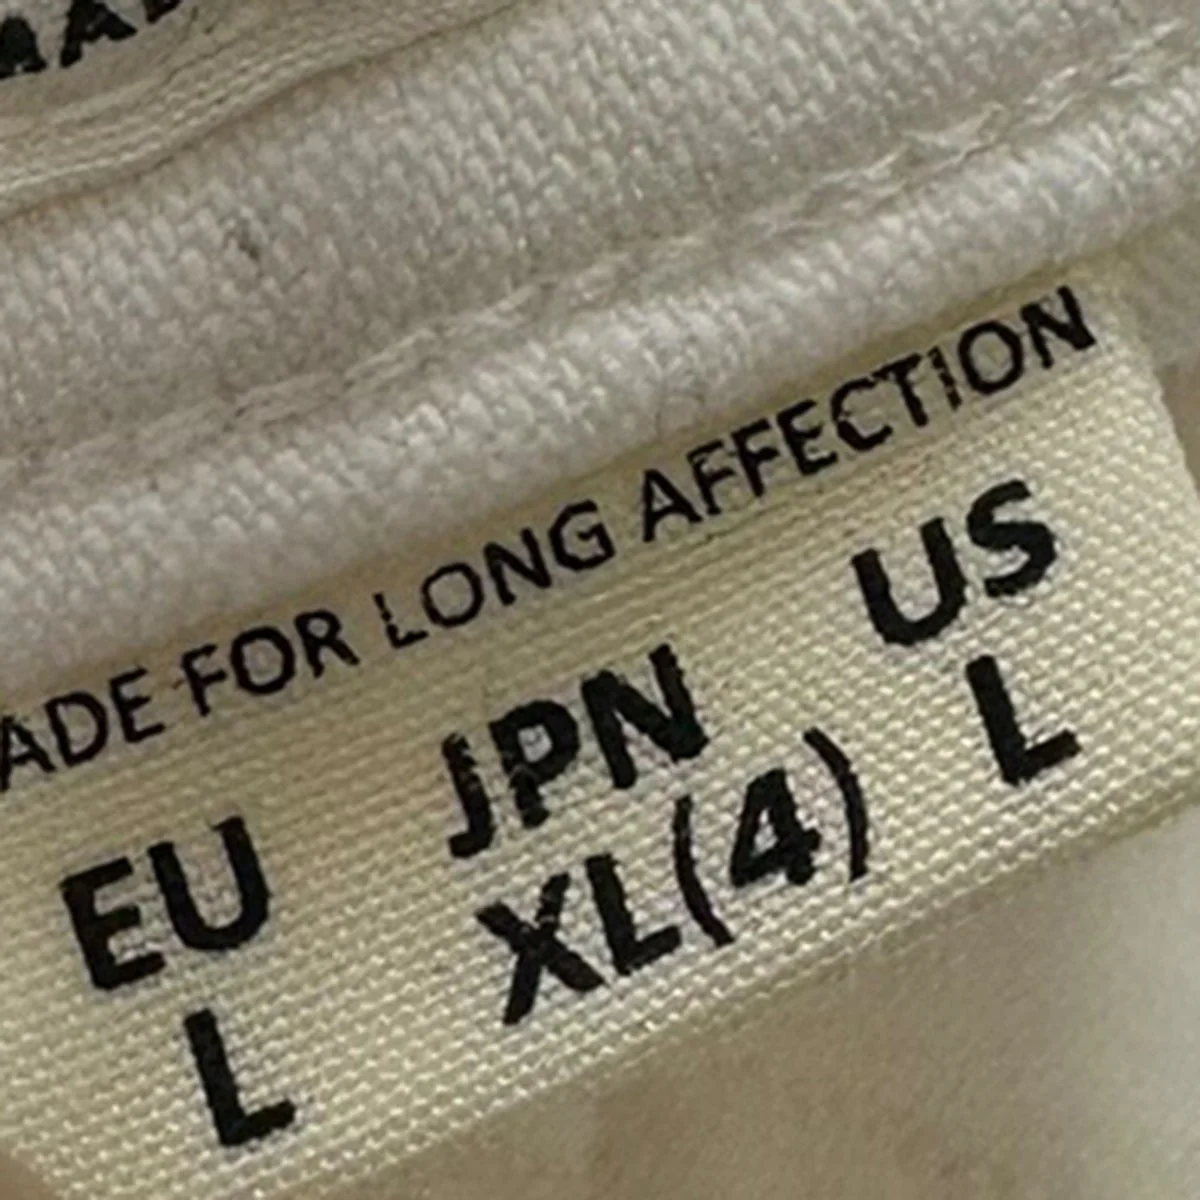 ADE FOR LONG AFFECTION
EU JPN US
L XL(4) L